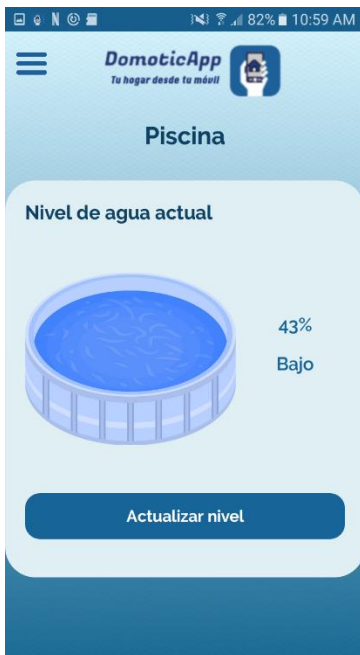 82% 10:59 AM
DomoticApp
Tu hogar desde tu móvil
Piscina
Nivel de agua actual
43%
Bajo
Actualizar nivel